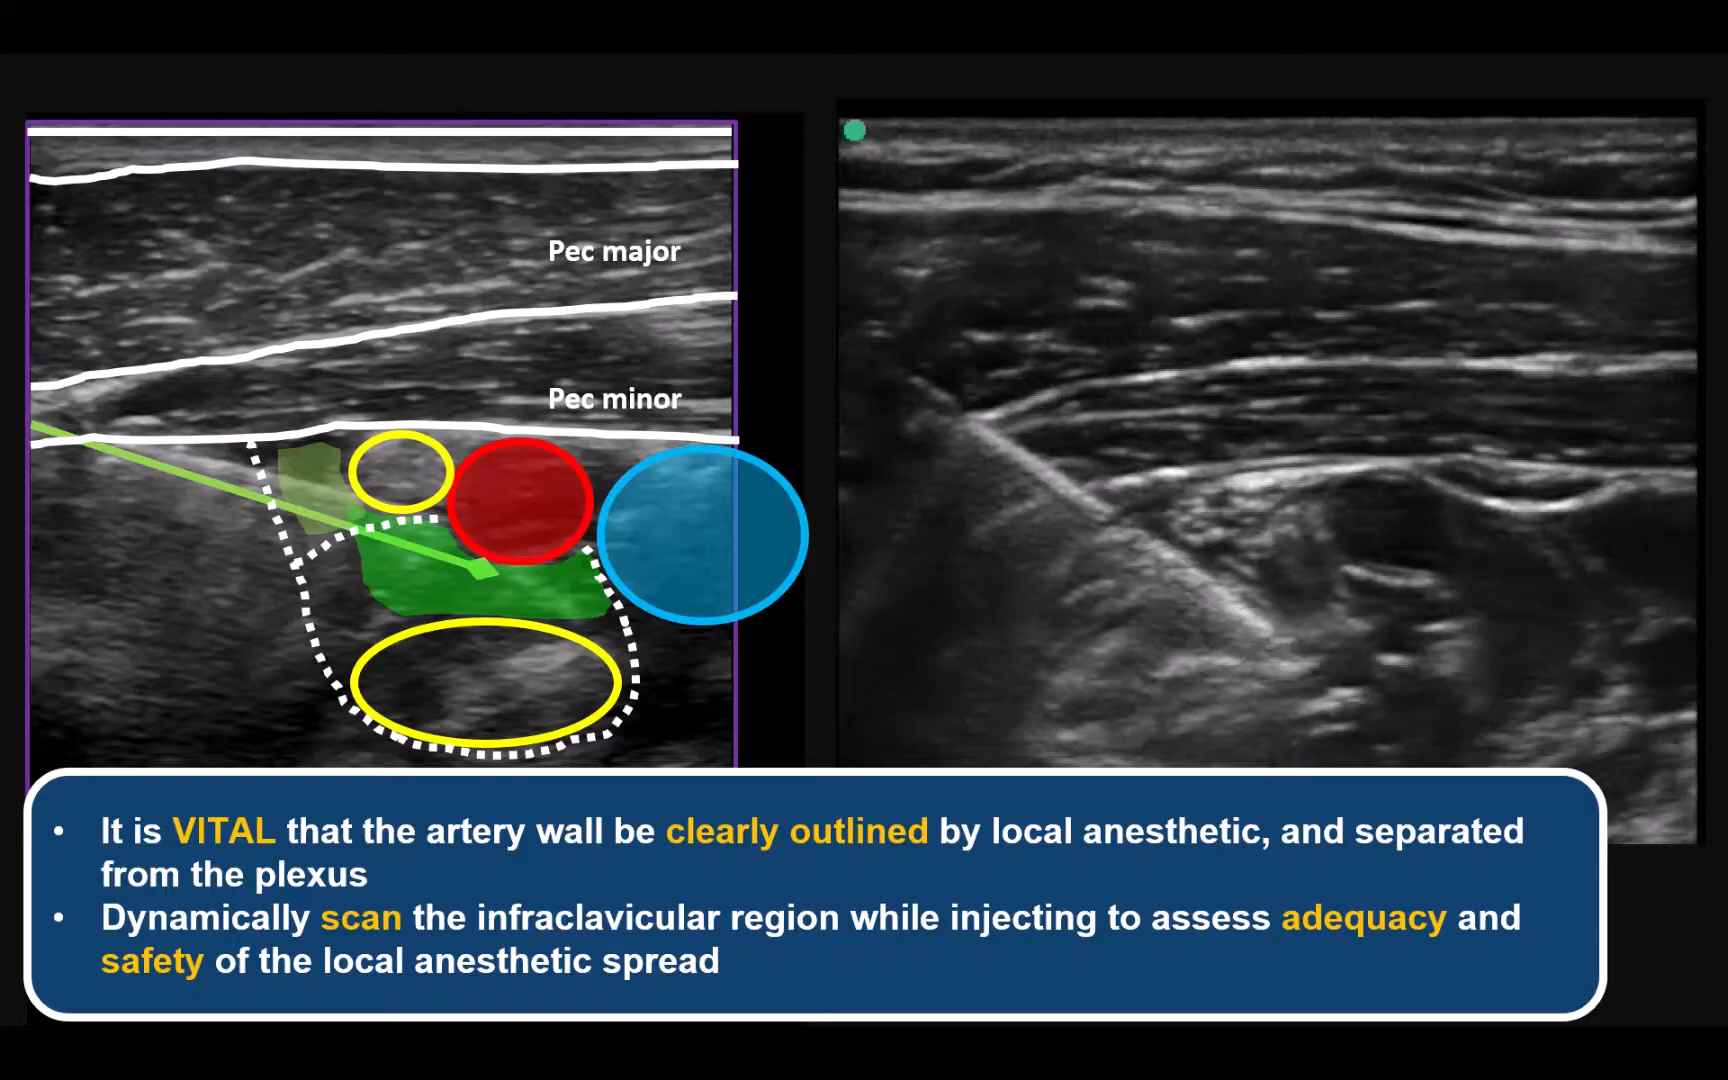 Pec major
Pec minor
• It is VITAL that the artery wall be clearly outlined by local anesthetic, and separated
from the plexus
• Dynamically scan the infraclavicular region while injecting to assess adequacy and
safety of the local anesthetic spread